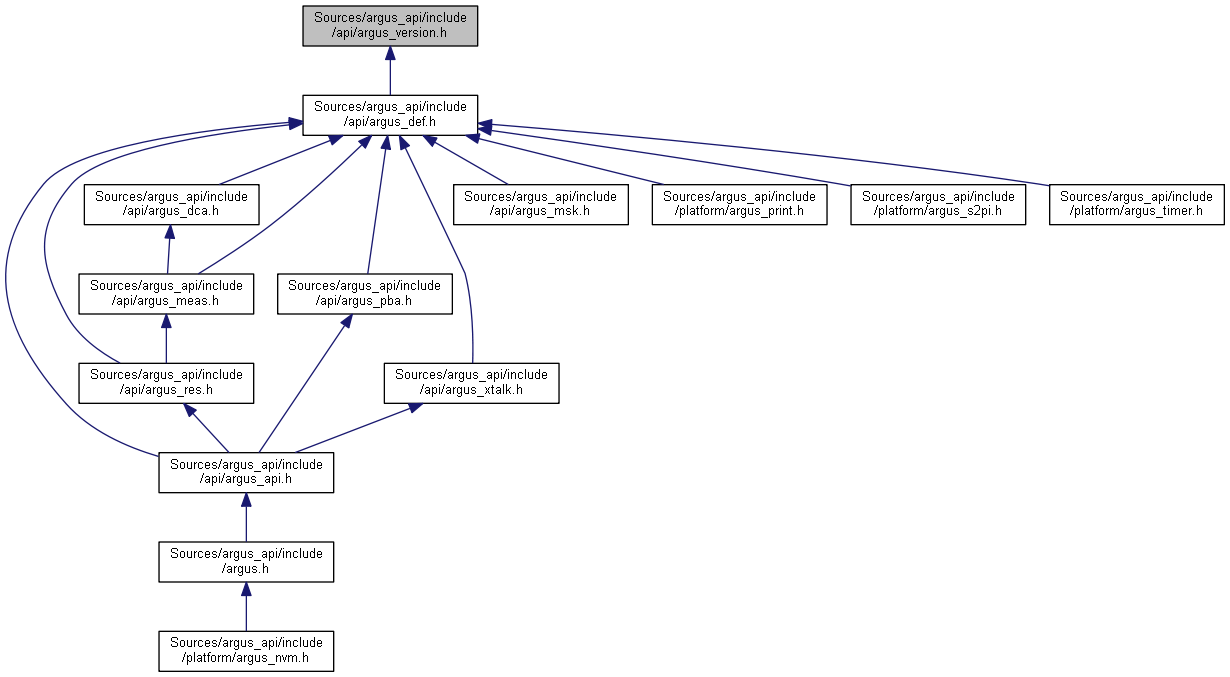 Sources/argus_api/include
/api/argus_version.h
Sources/argus_api/include
/api/argus_def.h
Sources/argus_api/include
/api/argus_dca.h
Sources/argus_api/include
/api/argus_msk.h
Sources/argus_api/include
/platform/argus_print.h
Sources/argus_api/include
/platform/argus_s2pi.h
Sources/argus_api/include
/platform/argus_timer.h
Sources/argus_api/include
/api/argus_meas.h
Sources/argus_api/include
/api/argus_pba.h
Sources/argus_api/include
/api/argus_res.h
Sources/argus_api/include
/api/argus_xtalk.h
Sources/argus_api/include
/api/argus_api.h
Sources/argus_api/include
/argus.h
Sources/argus_api/include
/platform/argus_nvm.h